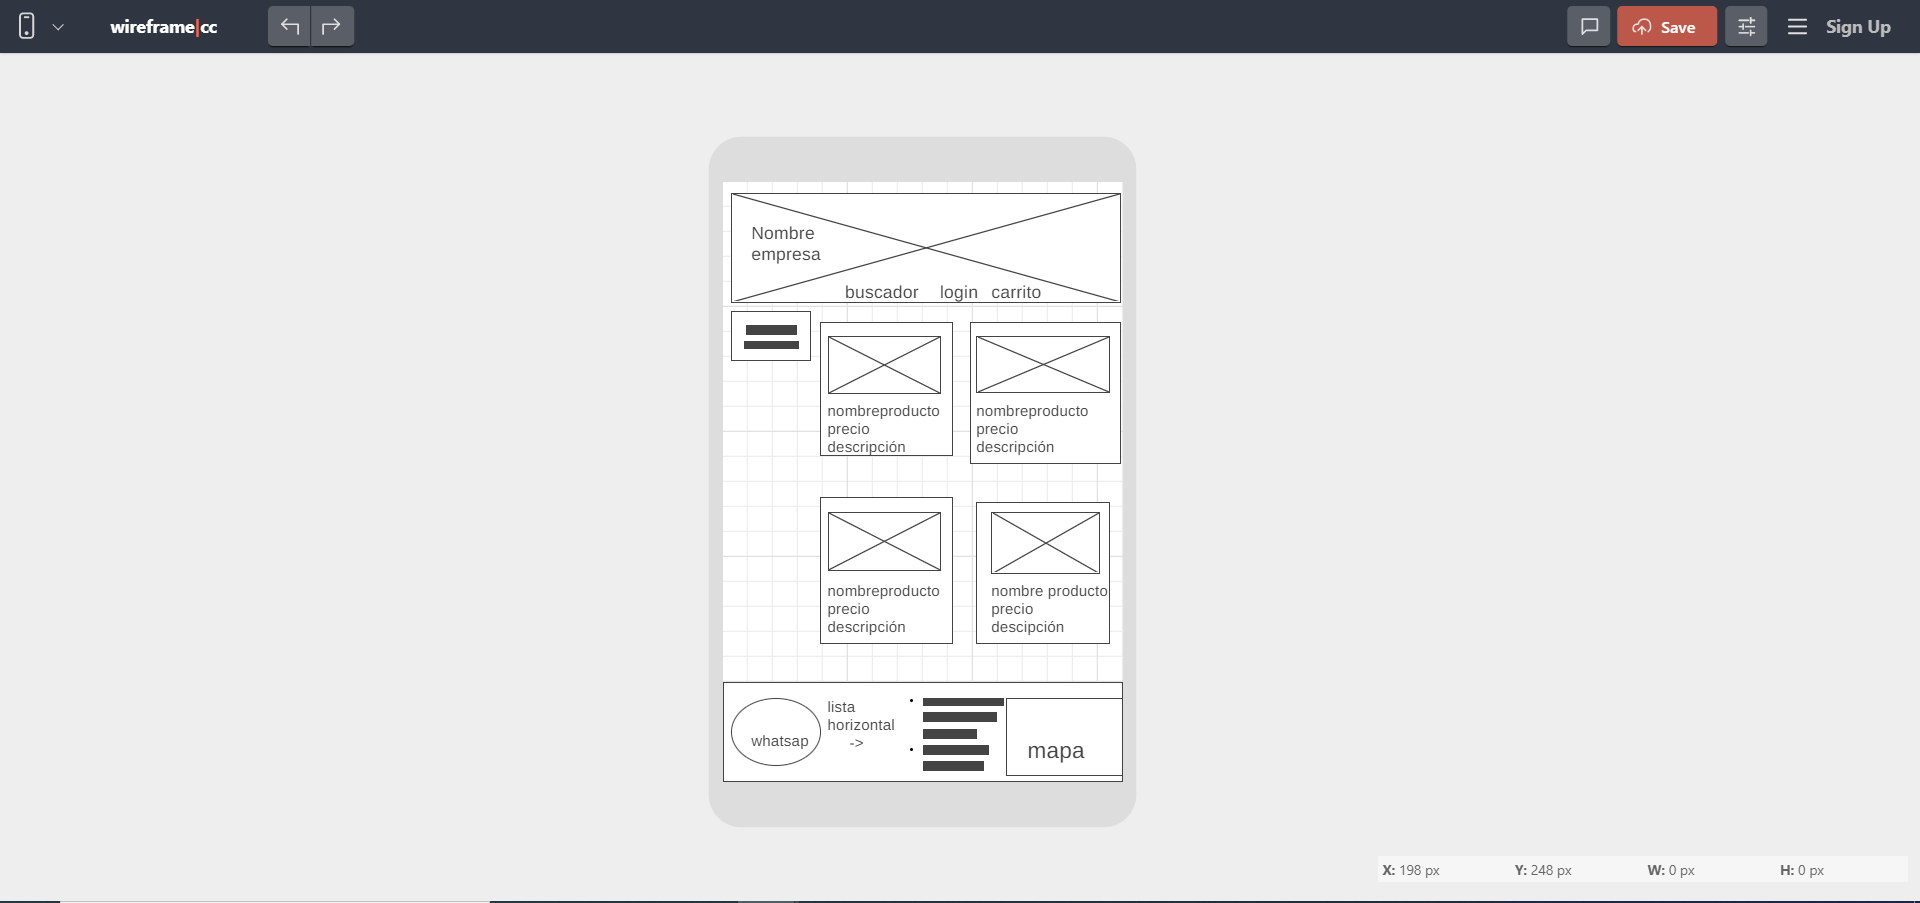 wireframe|cc
Save
Sign Up
Nombre
empresa
buscador login carrito
nombreproducto
precio
descripción
nombreproducto
precio
descripción
nombreproducto
precio
descripción
nombre producto
precio
descipción
whatsap
lista
horizontal
->
mapa
X: 198 px Y: 248 px W: 0 px H: 0 px